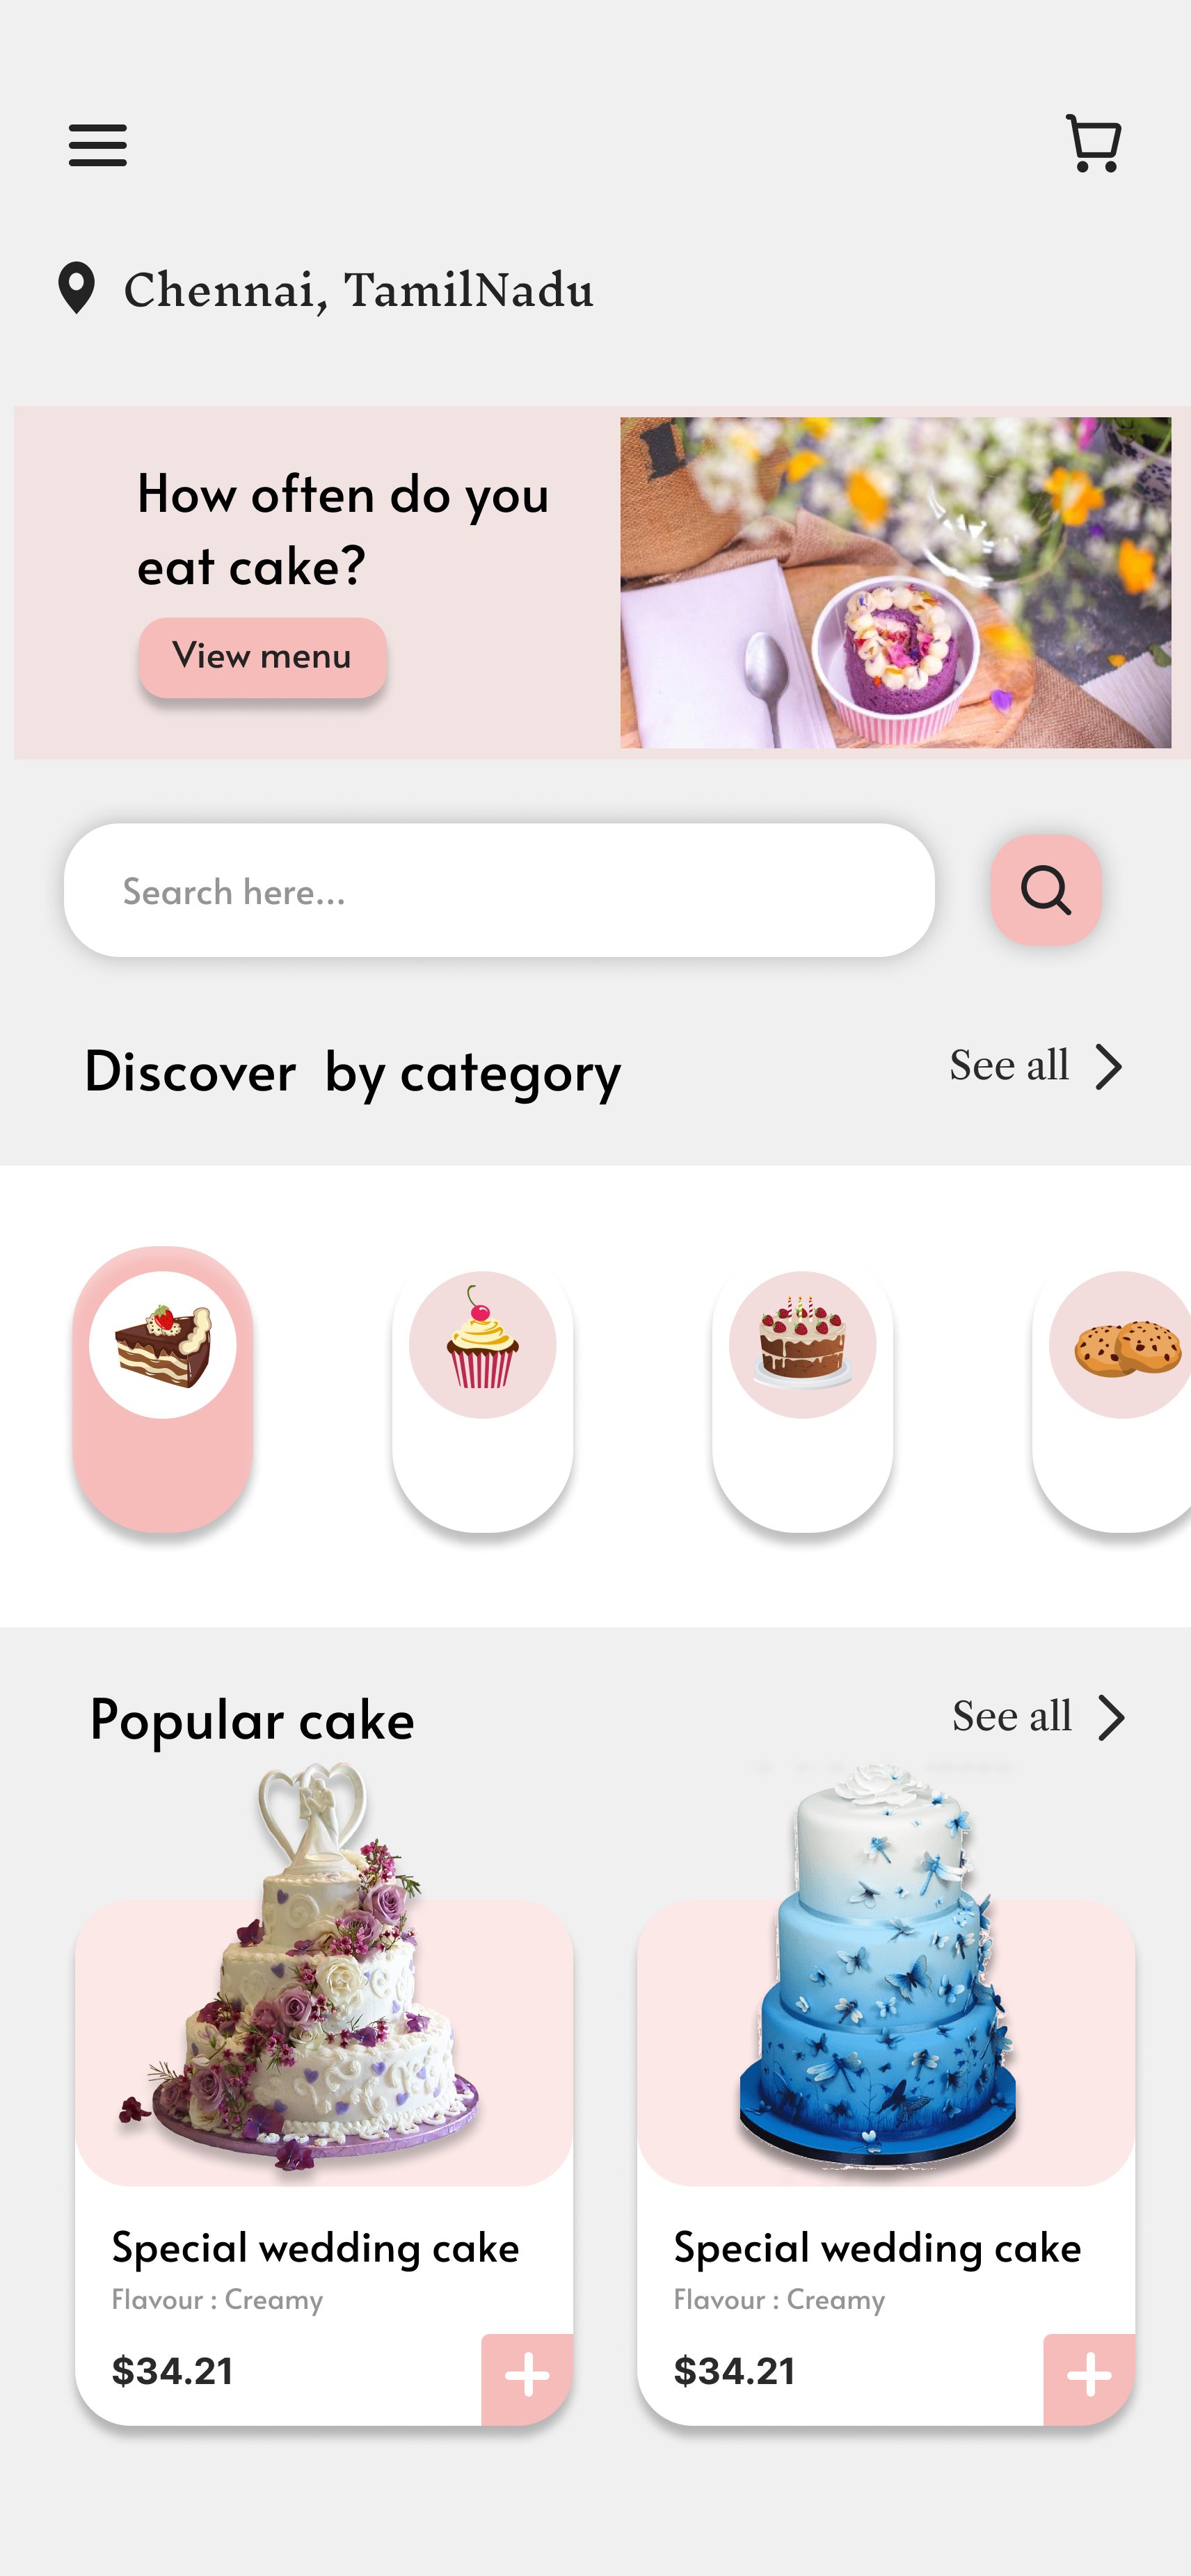 Chennai, TamilNadu
How often do you
eat cake?
View menu
Search here...
Discover by category
See all
Popular cake
See all
Special wedding cake
Flavour : Creamy
$34.21
Special wedding cake
Flavour : Creamy
$34.21